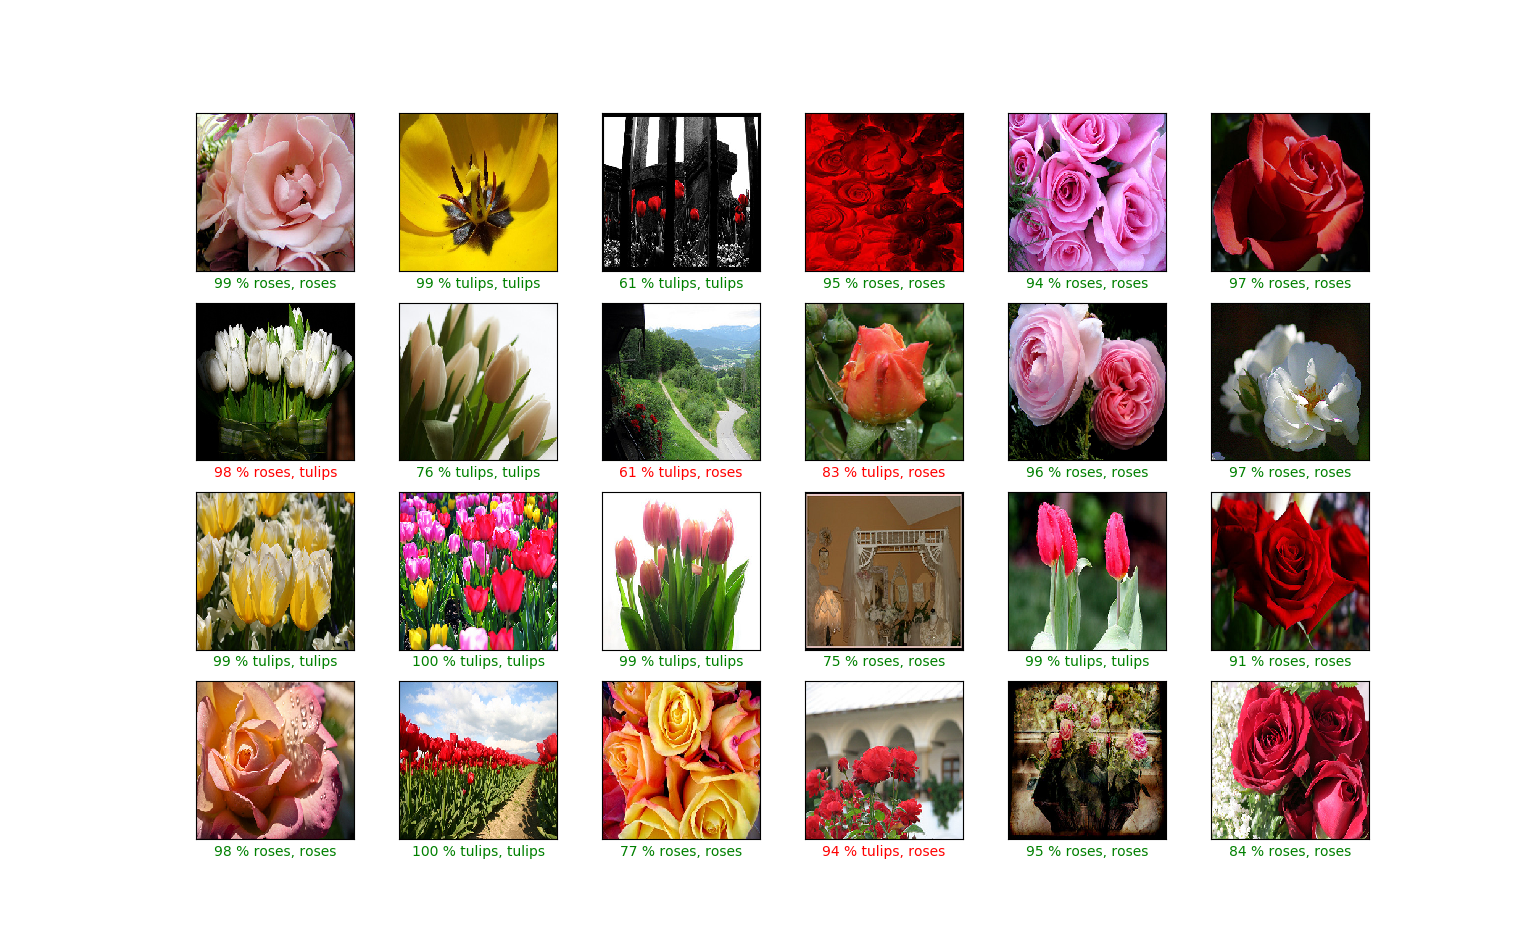 99 % roses, roses
99 % tulips, tulips
61 % tulips, tulips
95 % roses, roses
94 % roses, roses
97 % roses, roses
98 % roses, tulips
76 % tulips, tulips
61 % tulips, roses
83 % tulips, roses
96 % roses, roses
97 % roses, roses
99 % tulips, tulips
100 % tulips, tulips
99 % tulips, tulips
75 % roses, roses
99 % tulips, tulips
91 % roses, roses
98 % roses, roses
100 % tulips, tulips
77 % roses, roses
94 % tulips, roses
95 % roses, roses
84 % roses, roses